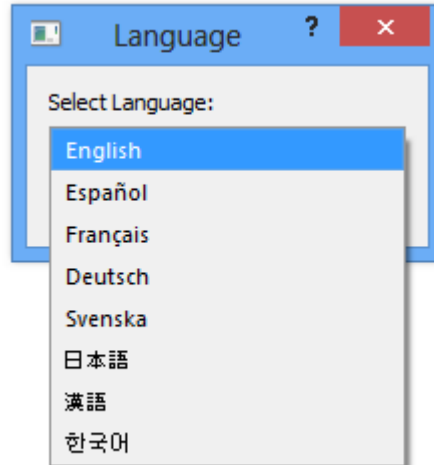 Language ?
Select Language:
English
Español
Français
Deutsch
Svenska
日本語
漢語
한국어